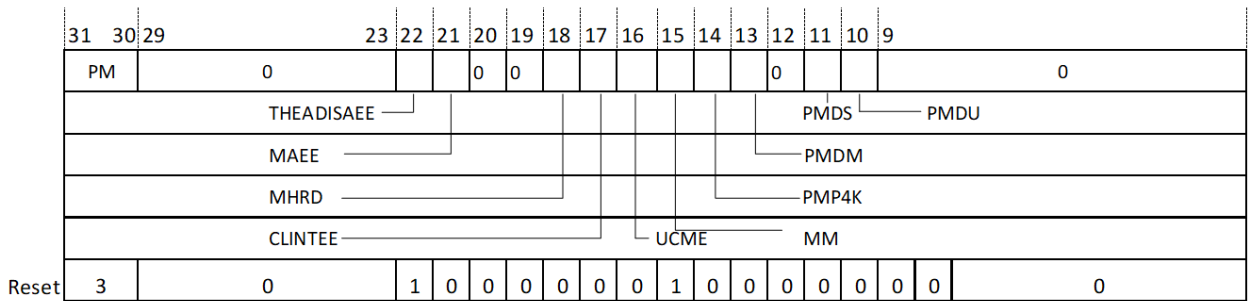 31 30 29 23 22 21 20 19 18 17 16 15 14 13 12 11 10 9
PM 0 0 0 0 0
THEADISAEE PMDS PMDU
MAEE PMDM
MHRD PMP4K
CLINTEE UCME MM
Reset 3 0 1 0 0 0 0 0 0 1 0 0 0 0 0 0 0 0